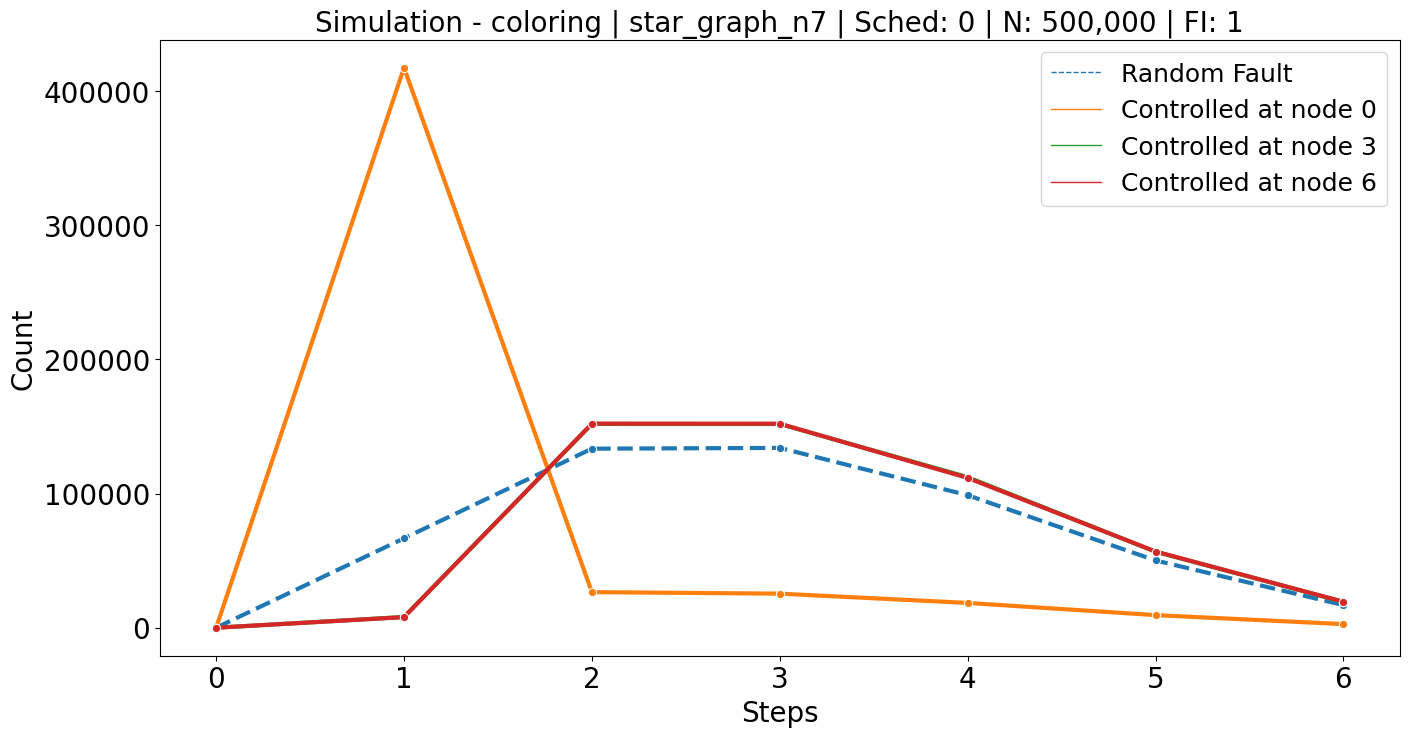 Simulation - coloring | star_graph_n7 | Sched: 0 | N: 500,000 | FI: 1
Random Fault
Controlled at node 0
Controlled at node 3
Controlled at node 6
Count
400000
300000
200000
100000
0
0 1 2 3 4 5 6
Steps